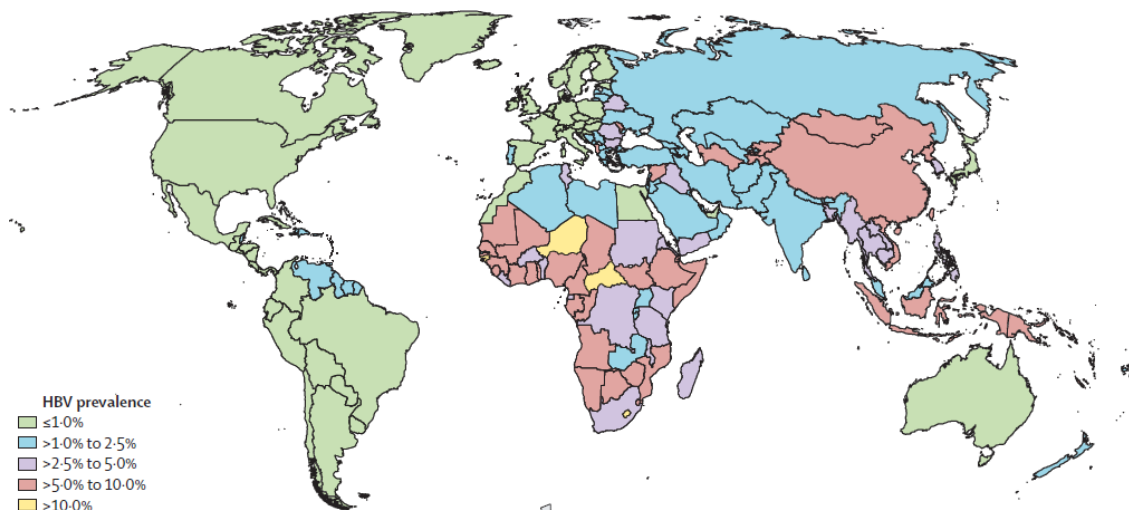 HBV prevalence
≤1·0%
>1·0% to 2·5%
>2·5% to 5·0%
>5·0% to 10·0%
>10·0%